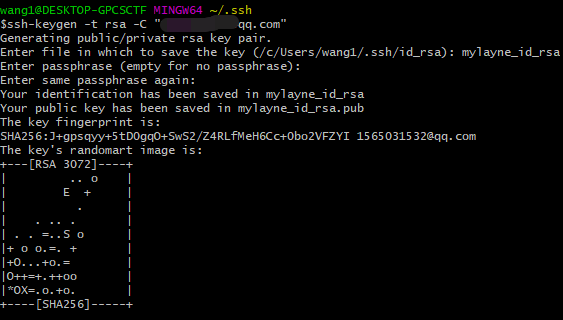 wang1@DESKTOP-GPCSCTF MINGW64 ~/.ssh
$ssh-keygen -t rsa -C "qq.com"
Generating public/private rsa key pair.
Enter file in which to save the key (/c/Users/wang1/.ssh/id_rsa): mylayne_id_rsa
Enter passphrase (empty for no passphrase):
Enter same passphrase again:
Your identification has been saved in mylayne_id_rsa
Your public key has been saved in mylayne_id_rsa.pub
The key fingerprint is:
SHA256:J+gpsqyy+5tDOgqO+SwS2/Z4RLfMeH6Cc+Obo2VFZYI 1565031532@qq.com
The key's randomart image is:
+---[RSA 3072]----+
|          .. o   |
|         E  +    |
|           .     |
|    . .. .       |
| . . =..S o      |
|+ o o.=. +       |
|+O...+o.=        |
|O++=+.++oo       |
|*OX=.o.+o.       |
+----[SHA256]-----+